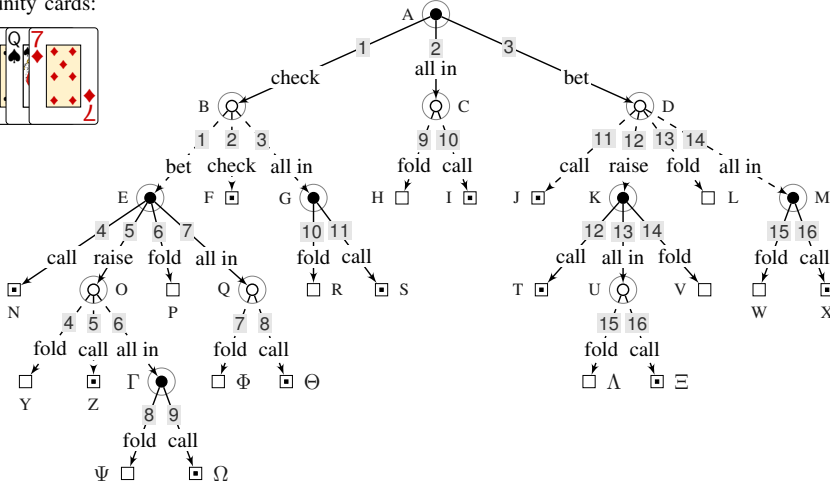 cards:
Q 7
7
A
1 2 3
check all in bet
B C D
1 2 3 9 10 11 12 13 14
bet check all in fold call call raise fold all in
E F G H I J K L M
4 5 6 7 10 11 12 13 14 15 16
call raise fold all in fold call call all in fold fold call
N O P Q R S T U V W X
4 5 6 7 8 15 16
fold call all in fold call fold call
Y Z Γ Φ Θ Λ Ξ
8 9
fold call
Ψ Ω